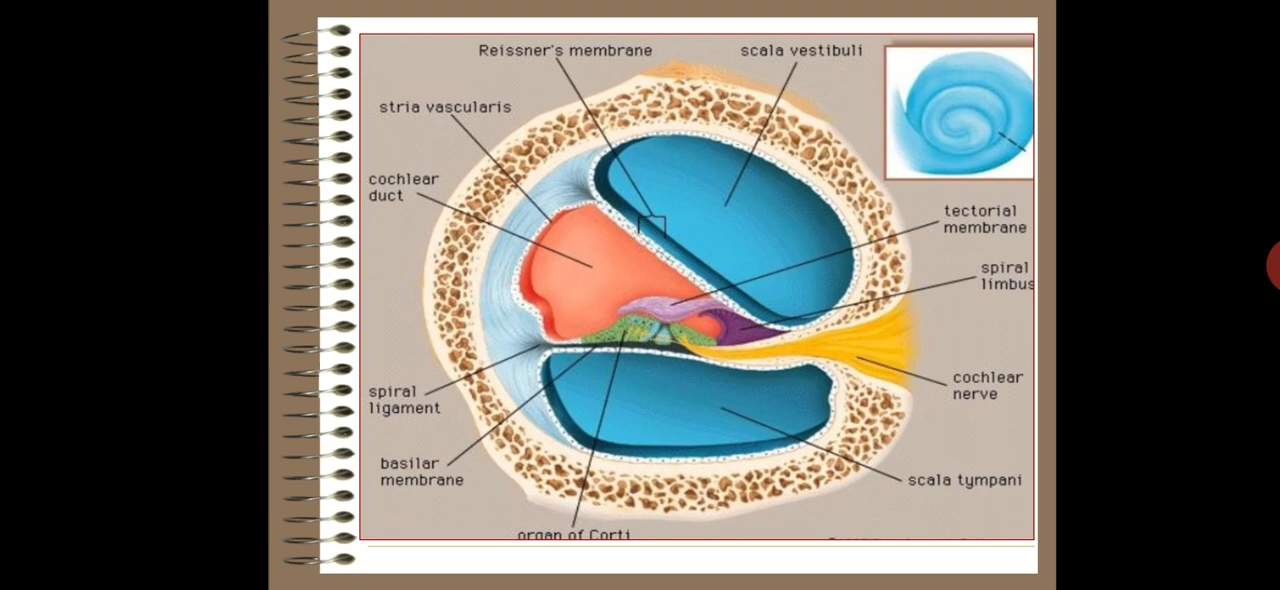 Reissner's membrane
scala vestibuli
stria vascularis
cochlear
duct
tectorial
membrane
spiral
limbus
spiral
ligament
cochlear
nerve
basilar
membrane
scala tympani
organ of Corti